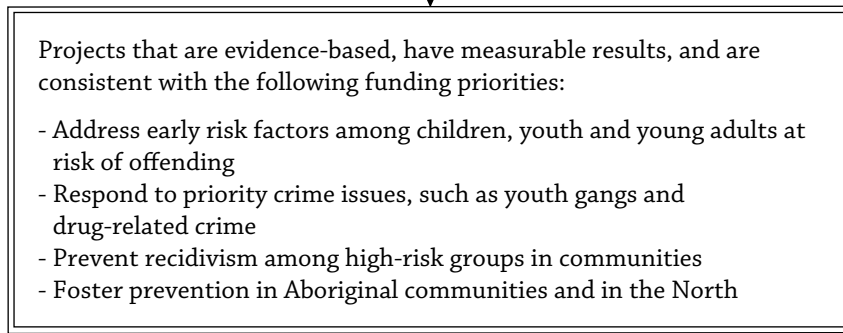 Projects that are evidence-based, have measurable results, and are
consistent with the following funding priorities:
- Address early risk factors among children, youth and young adults at
risk of offending
- Respond to priority crime issues, such as youth gangs and
drug-related crime
- Prevent recidivism among high-risk groups in communities
- Foster prevention in Aboriginal communities and in the North